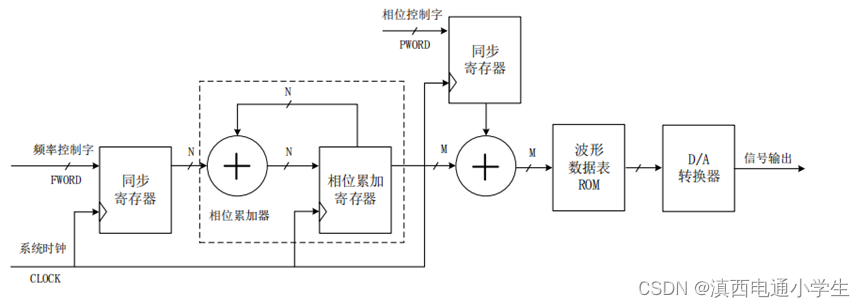 相位控制字
PWORD
同步
寄存器
N
频率控制字
FWORD
同步
寄存器
N
N
相位累加器
相位累加
寄存器
M
M
波形
数据表
ROM
D/A
转换器
信号输出
系统时钟
CLOCK
CSDN @滇西电通小学生